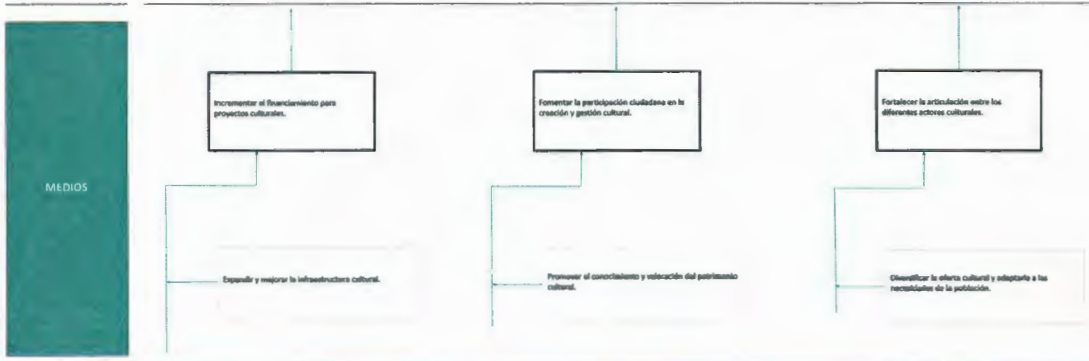 MEDIOS
Incrementar el financiamiento para
proyectos culturales.
Fomentar la participación ciudadana en la
creación y gestión cultural.
Fortalecer la articulación entre los
diferentes actores culturales.
Expandir y mejorar la infraestructura cultural.
Promover el conocimiento y valoración del patrimonio
cultural.
Diversificar la oferta cultural y adaptarla a las
necesidades de la población.